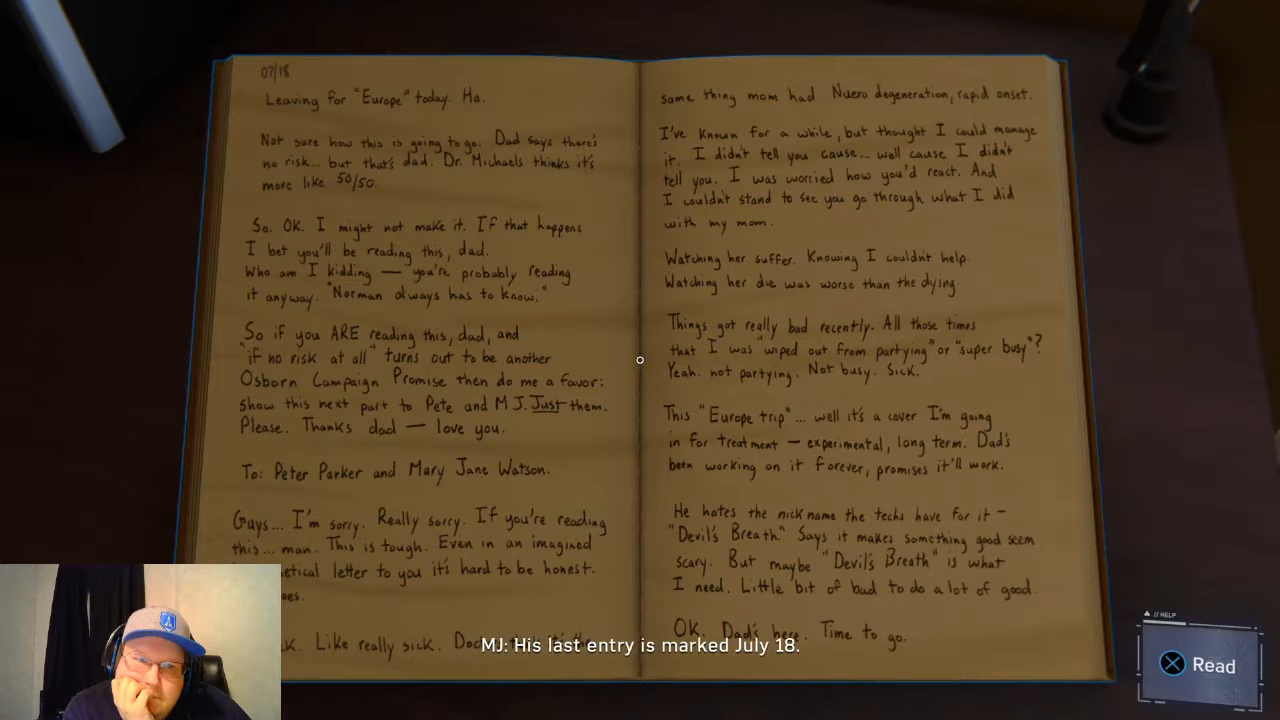 07/18
Leaving for "Europe" today. Ha.
Not sure how this is going to go. Dad says there's
no risk... but that's dad. Dr. Michaels thinks it's
more like 50/50
So. OK. I might not make it. IF that happens
I bet you'll be reading this, dad.
Who am I kidding — you're probably reading
it anyway. "Norman always has to know."
So if you ARE reading this, dad, and
"if no risk at all" turns out to be another
Osborn Campaign Promise then do me a favor:
Show this next part to Pete and MJ. Just them.
Please. Thanks dad — love you.
To: Peter Parker and Mary Jane Watson.
Guys... I'm sorry. Really sorry. If you're reading
this... man. This is tough. Even in an imagined
letter to you it's hard to be honest.
Like really sick.
some thing mom had Nuero degeneration, rapid onset.
I've known for a while, but thought I could manage
it. I didn't tell you cause... well cause I didn't
tell you. I was worried how you'd react. And
I couldn't stand to see you go through what I did
with my mom.
Watching her suffer. Knowing I couldn't help.
Watching her die was worse than the dying
Things got really bad recently. All those times
that I was "wiped out from partying" or "super busy"?
Yeah. not partying. Not busy. Sick.
This "Europe trip"... well it's a cover I'm going
in for treatment — experimental, long term. Dad's
been working on it forever, promises it'll work.
He hates the nickname the techs have for it —
"Devil's Breath." Says it makes something good seem
scary. But maybe "Devil's Breath" is what
I need. Little bit of bad to do a lot of good.
OK. Dad's here. Time to go.
MJ: His last entry is marked July 18.
// HELP
Read